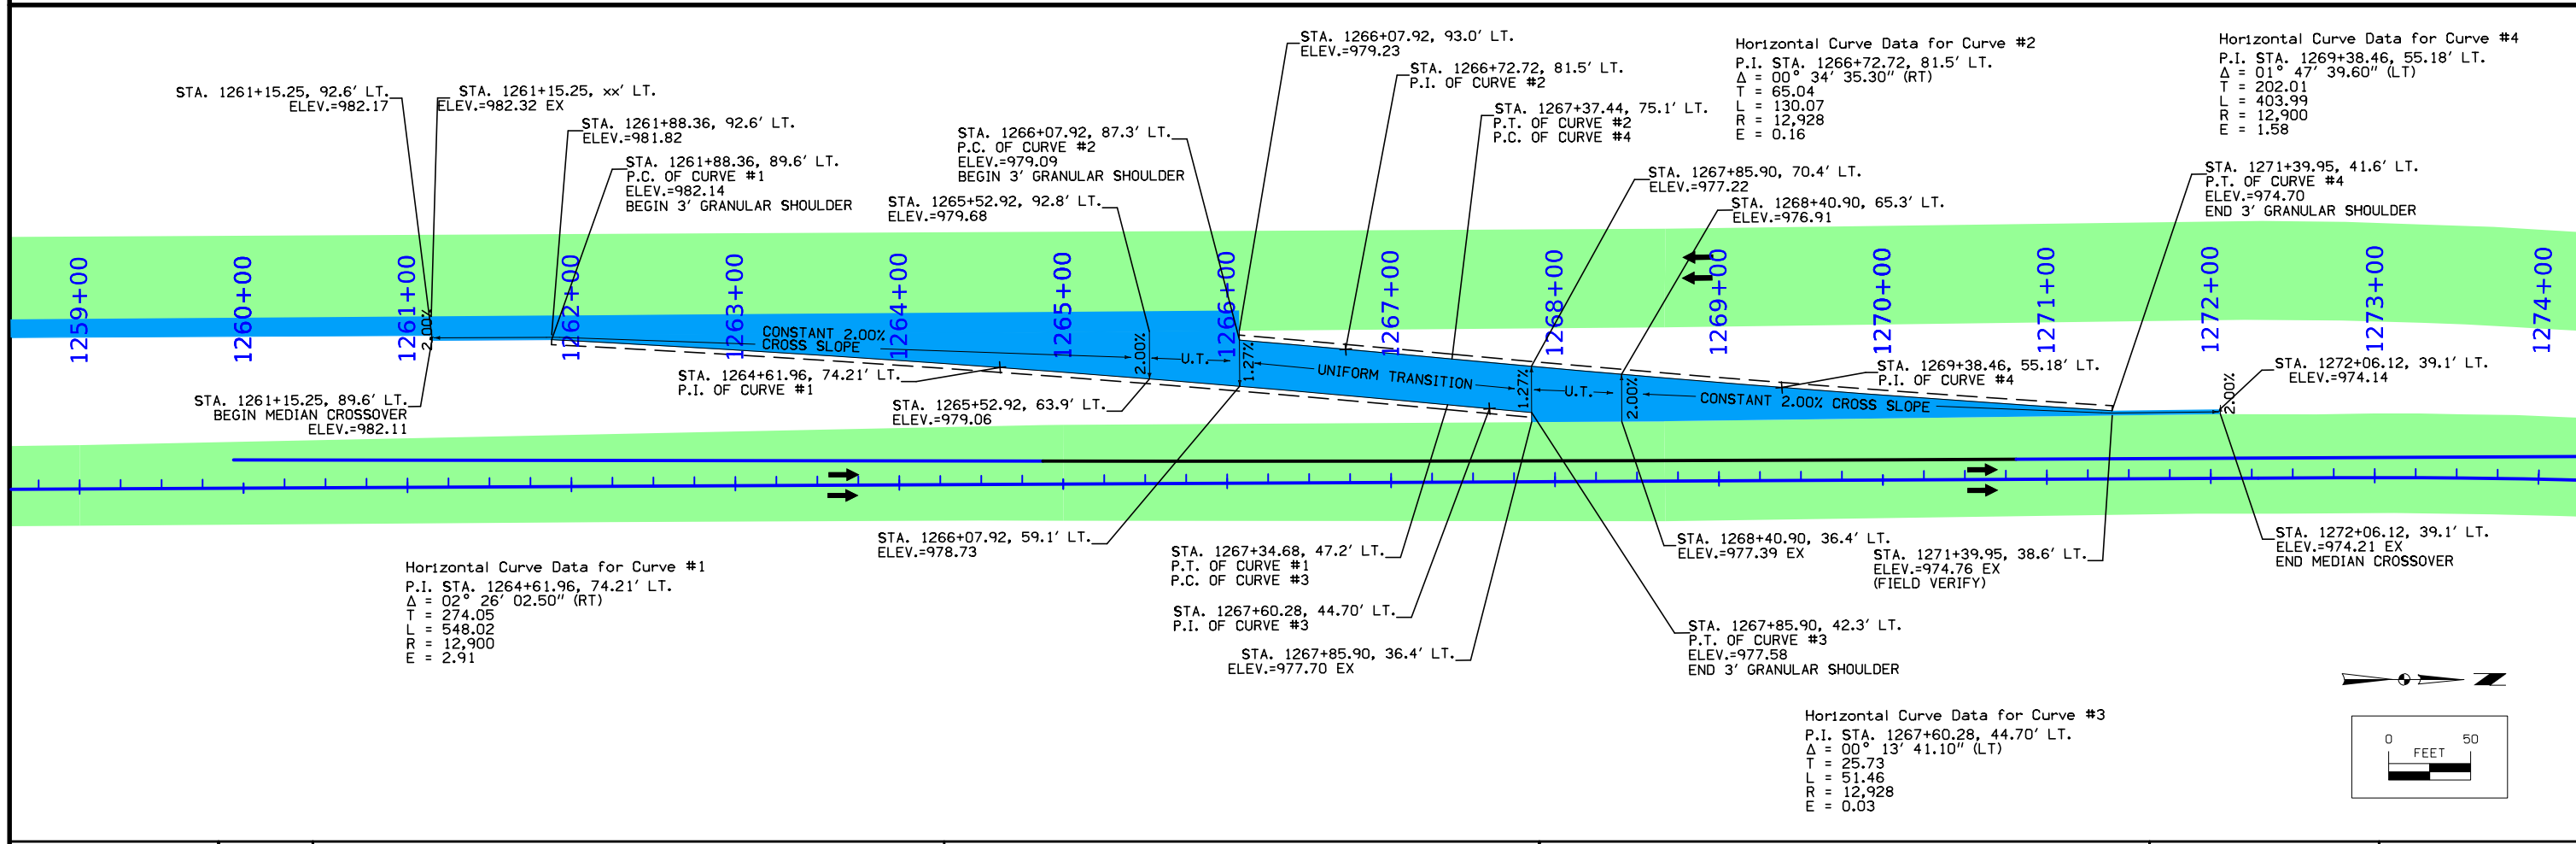 STA. 1261+15.25, 92.6' LT.
ELEV.=982.17
STA. 1261+15.25, xx' LT.
ELEV.=982.32 EX
STA. 1261+88.36, 92.6' LT.
ELEV.=981.82
STA. 1261+88.36, 89.6' LT.
P.C. OF CURVE #1
ELEV.=982.14
BEGIN 3' GRANULAR SHOULDER
STA. 1266+07.92, 87.3' LT.
P.C. OF CURVE #2
ELEV.=979.09
BEGIN 3' GRANULAR SHOULDER
STA. 1265+52.92, 92.8' LT.
ELEV.=979.68
STA. 1266+07.92, 93.0' LT.
ELEV.=979.23
STA. 1266+72.72, 81.5' LT.
P.I. OF CURVE #2
STA. 1267+37.44, 75.1' LT.
P.T. OF CURVE #2
P.C. OF CURVE #4
Horizontal Curve Data for Curve #2
P.I. STA. 1266+72.72, 81.5' LT.
Δ = 00° 34' 35.30" (RT)
T = 65.04
L = 130.07
R = 12,928
E = 0.16
STA. 1267+85.90, 70.4' LT.
ELEV.=977.22
STA. 1268+40.90, 65.3' LT.
ELEV.=976.91
Horizontal Curve Data for Curve #4
P.I. STA. 1269+38.46, 55.18' LT.
Δ = 01° 47' 39.60" (LT)
T = 202.01
L = 403.99
R = 12,900
E = 1.58
STA. 1271+39.95, 41.6' LT.
P.T. OF CURVE #4
ELEV.=974.70
END 3' GRANULAR SHOULDER
1259+00
1260+00
1261+00
1262+00
1263+00
1264+00
1265+00
1266+00
1267+00
1268+00
1269+00
1270+00
1271+00
1272+00
1273+00
1274+00
2.00%
CONSTANT 2.00%
CROSS SLOPE
2.00%
U.T.
1.27%
UNIFORM TRANSITION
1.27%
U.T.
2.00%
CONSTANT 2.00% CROSS SLOPE
2.00%
STA. 1269+38.46, 55.18' LT.
P.I. OF CURVE #4
STA. 1272+06.12, 39.1' LT.
ELEV.=974.14
STA. 1264+61.96, 74.21' LT.
P.I. OF CURVE #1
STA. 1265+52.92, 63.9' LT.
ELEV.=979.06
STA. 1261+15.25, 89.6' LT.
BEGIN MEDIAN CROSSOVER
ELEV.=982.11
STA. 1266+07.92, 59.1' LT.
ELEV.=978.73
STA. 1267+34.68, 47.2' LT.
P.T. OF CURVE #1
P.C. OF CURVE #3
STA. 1267+60.28, 44.70' LT.
P.I. OF CURVE #3
STA. 1267+85.90, 36.4' LT.
ELEV.=977.70 EX
STA. 1268+40.90, 36.4' LT.
ELEV.=977.39 EX
STA. 1271+39.95, 38.6' LT.
ELEV.=974.76 EX
(FIELD VERIFY)
STA. 1272+06.12, 39.1' LT.
ELEV.=974.21 EX
END MEDIAN CROSSOVER
STA. 1267+85.90, 42.3' LT.
P.T. OF CURVE #3
ELEV.=977.58
END 3' GRANULAR SHOULDER
Horizontal Curve Data for Curve #1
P.I. STA. 1264+61.96, 74.21' LT.
Δ = 02° 26' 02.50" (RT)
T = 274.05
L = 548.02
R = 12,900
E = 2.91
Horizontal Curve Data for Curve #3
P.I. STA. 1267+60.28, 44.70' LT.
Δ = 00° 13' 41.10" (LT)
T = 25.73
L = 51.46
R = 12,928
E = 0.03
N
0 50
FEET